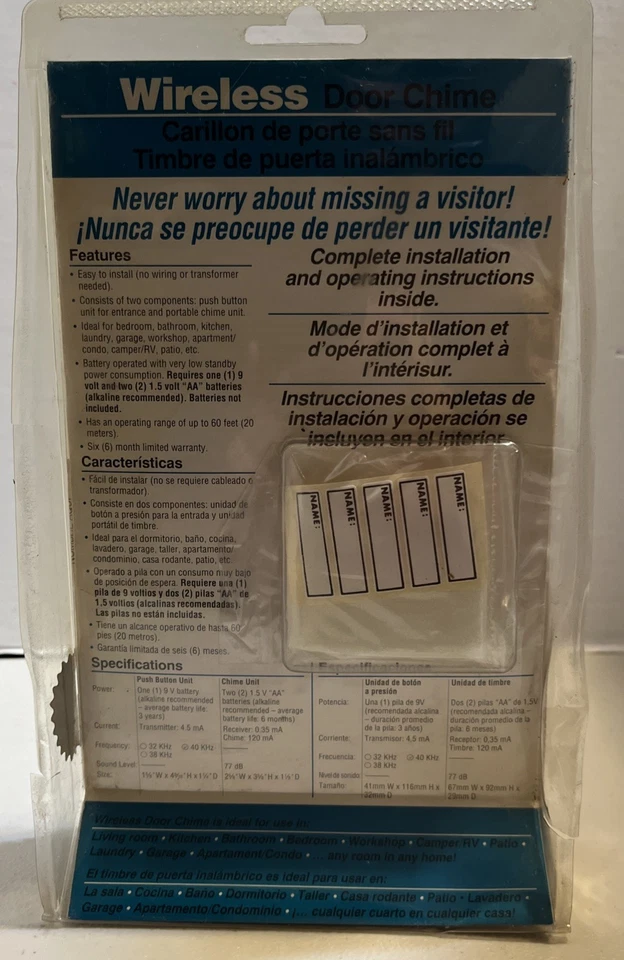 Wireless Door Chime
Carillon de porte sans fil
Timbre de puerta inalámbrico
Never worry about missing a visitor!
¡Nunca se preocupe de perder un visitante!
Features
• Easy to install (no wiring or transformer
needed).
• Consists of two components: push button
unit for entrance and portable chime unit.
• Ideal for bedroom, bathroom, kitchen,
laundry, garage, workshop, apartment/
condo, camper/RV, patio, etc.
• Battery operated with very low standby
power consumption. Requires one (1) 9
volt and two (2) 1.5 volt "AA" batteries
(alkaline recommended). Batteries not
included.
• Has an operating range of up to 60 feet (20
meters).
• Six (6) month limited warranty.
Complete installation
and operating instructions
inside.
Mode d'installation et
d'opération complet à
l'intérisur.
Instrucciones completas de
instalación y operación se
incluyen en el interior
Características
• Fácil de instalar (no se requiere cableado o
transformador).
• Consiste en dos componentes: unidad de
botón a presión para la entrada y unidad
portátil de timbre.
• Ideal para el dormitorio, baño, cocina,
lavadero, garage, taller, apartamento/
condominio, casa rodante, patio, etc.
• Operado a pila con un consumo muy bajo
de posición de espera. Requiere una (1)
pila de 9 voltios y dos (2) pilas "AA" de
1.5 voltios (alcalinas recomendadas).
Las pilas no están incluidas.
• Tiene un alcance operativo de hasta 60
pies (20 metros).
• Garantía limitada de seis (6) meses.
NAME:
NAME:
NAME:
NAME:
NAME:
Specifications
Push Button Unit
Chime Unit
Power:
One (1) 9 V battery
(alkaline recommended
– average battery life:
3 years)
Two (2) 1.5 V "AA"
batteries (alkaline
recommended – average
battery life: 6 months)
Current:
Transmitter: 4.5 mA
Receiver: 0.35 mA
Chime: 120 mA
Frequency:
32 KHz 40 KHz
38 KHz
Sound Level
77 dB
Size:
Especificaciones
Unidad de botón
a presión
Unidad de timbre
Potencia:
Una (1) pila de 9V
(recomendada alcalina
– duración promedio
de la pila: 3 años)
Dos (2) pilas "AA" de 1,5V
(recomendada alcalina –
duración promedio de la
pila: 6 meses)
Corriente:
Transmisor: 4,5 mA
Receptor: 0,35 mA
Timbre: 120 mA
Frecuencia:
32 KHz 40 KHz
38 KHz
Nivel de sonido:
77 dB
Tamaño:
41mm W x 118mm H x
32mm D
67mm W x 92mm H x
29mm D
Wireless Door Chime is ideal for use in:
Living room • Kitchen • Bathroom • Bedroom • Workshop • Camper RV • Patio •
Laundry • Garage • Apartament/Condo • ... any room in any home!
El timbre de puerta inalámbrico es ideal para usar en:
La sala • Cocina • Baño • Dormitorio • Taller • Casa rodante • Patio • Lavadero •
Garage • Apartamento/Condominio • ¡... cualquier cuarto en cualquier casa!